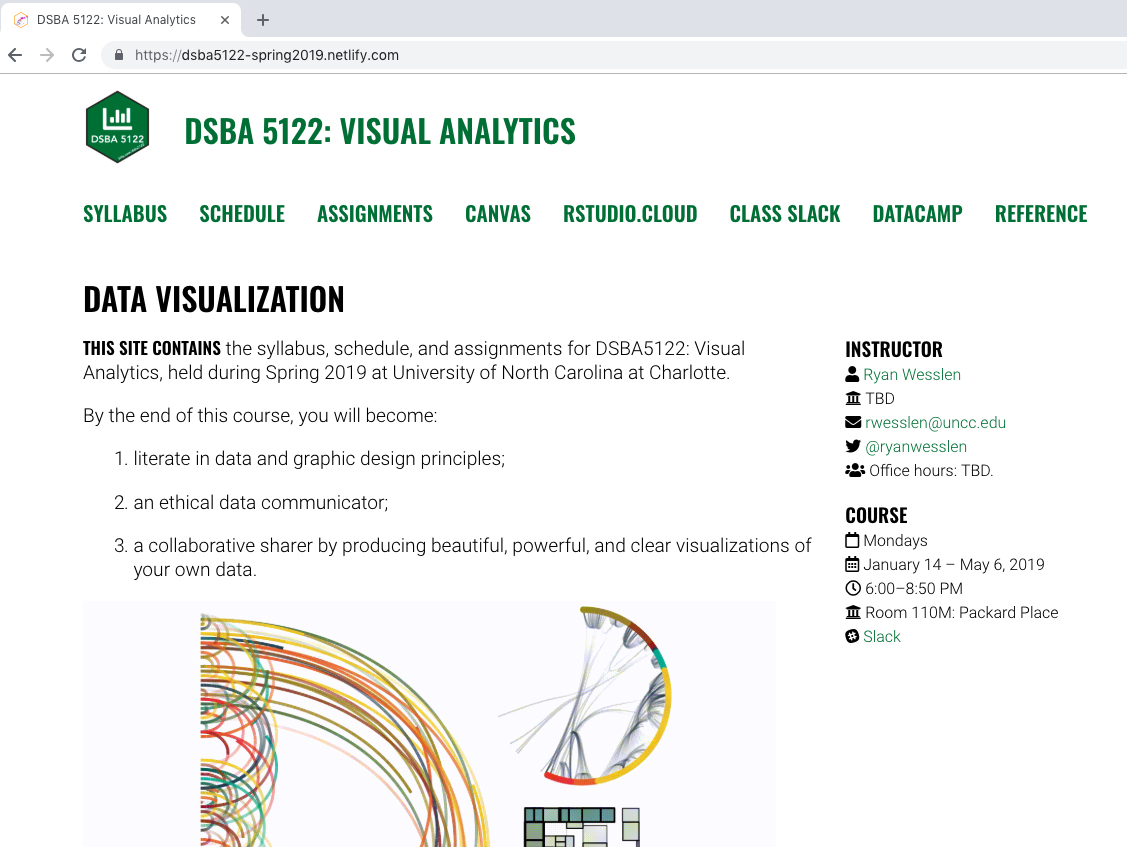 DSBA 5122: Visual Analytics
https://dsba5122-spring2019.netlify.com
DSBA 5122
DSBA 5122: VISUAL ANALYTICS
SYLLABUS SCHEDULE ASSIGNMENTS CANVAS RSTUDIO.CLOUD CLASS SLACK DATACAMP REFERENCE
DATA VISUALIZATION
THIS SITE CONTAINS the syllabus, schedule, and assignments for DSBA5122: Visual
Analytics, held during Spring 2019 at University of North Carolina at Charlotte.
By the end of this course, you will become:
1. literate in data and graphic design principles;
2. an ethical data communicator;
3. a collaborative sharer by producing beautiful, powerful, and clear visualizations of
your own data.
INSTRUCTOR
Ryan Wesslen
TBD
rwesslen@uncc.edu
@ryanwesslen
Office hours: TBD.
COURSE
Mondays
January 14 – May 6, 2019
6:00–8:50 PM
Room 110M: Packard Place
Slack